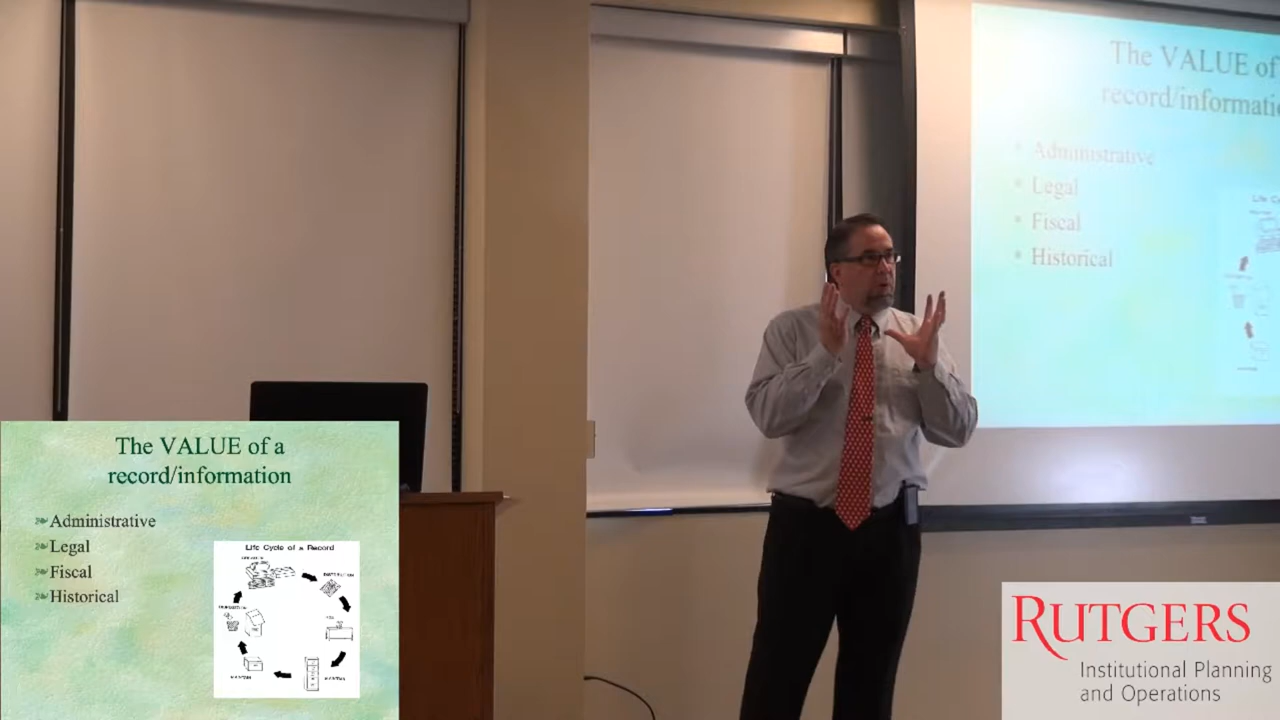 The VALUE of
record/informati
Administrative
Legal
Fiscal
Historical
The VALUE of a
record/information
Administrative
Legal
Fiscal
Historical
Life Cycle of a Record
RUTGERS
Institutional Planning
and Operations